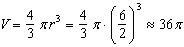 V = 4/3 πr³ = 4/3 π·(6/2)³ ≈ 36π